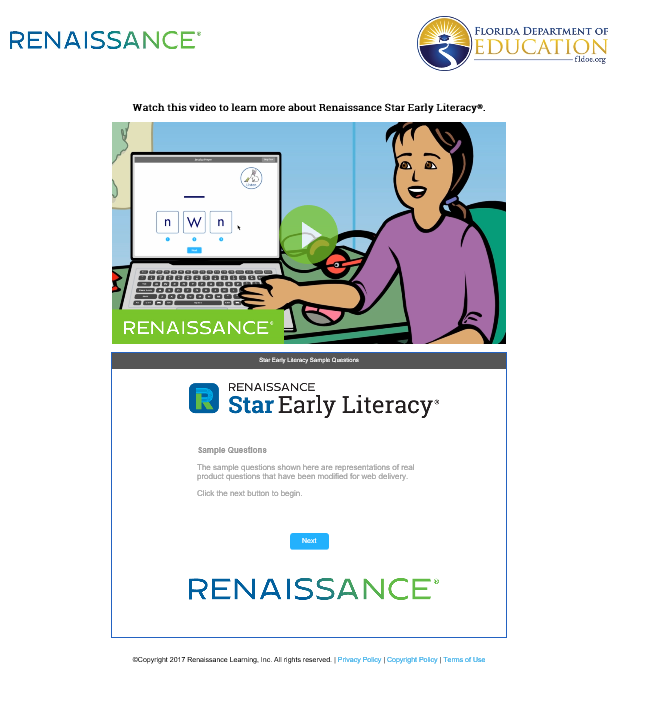 RENAISSANCE®
FLORIDA DEPARTMENT OF
EDUCATION
fldoe.org
Watch this video to learn more about Renaissance Star Early Literacy®.
n w n
RENAISSANCE®
Star Early Literacy Sample Questions
RENAISSANCE
Star Early Literacy®
Sample Questions
The sample questions shown here are representations of real
product questions that have been modified for web delivery.
Click the next button to begin.
Next
RENAISSANCE®
©Copyright 2017 Renaissance Learning, Inc. All rights reserved. | Privacy Policy | Copyright Policy | Terms of Use